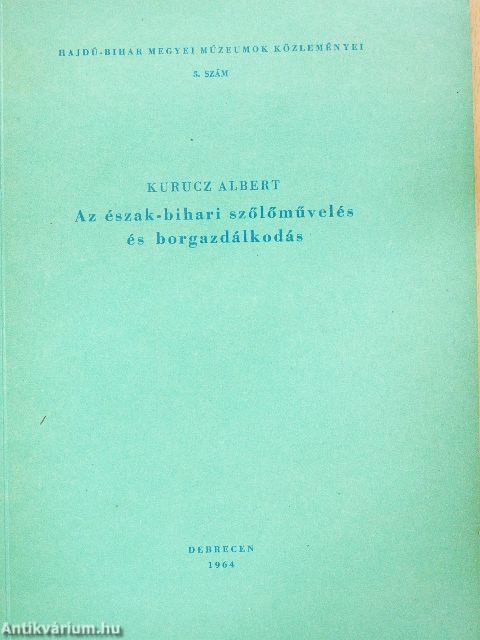 HAJDÚ-BIHAR MEGYEI MÚZEUMOK KÖZLEMÉNYEI
3. SZÁM
KURUCZ ALBERT
Az észak-bihari szőlőművelés
és borgazdálkodás
DEBRECEN
1964
Antikvárium.hu